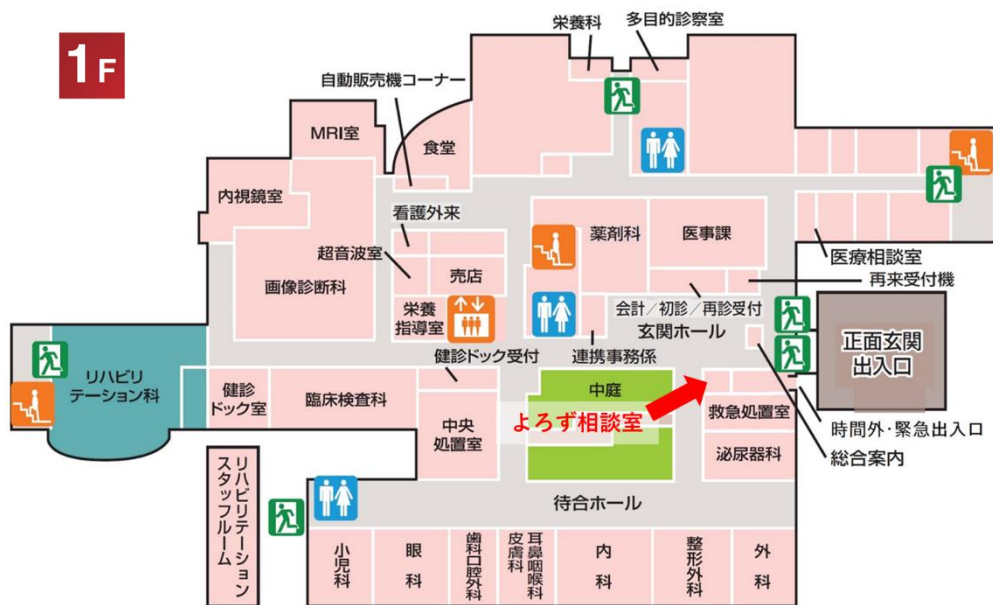 1F
栄養科
多目的診察室
自動販売機コーナー
MRI室
食堂
内視鏡室
看護外来
薬剤科
医事課
医療相談室
超音波室
売店
再来受付機
画像診断科
栄養
指導室
会計/初診/再診受付
玄関ホール
正面玄関
出入口
健診ドック受付
連携事務係
リハビリ
テーション科
健診
ドック室
臨床検査科
中庭
よろず相談室
救急処置室
中央
処置室
時間外・緊急出入口
泌尿器科
総合案内
リハビリテーション
スタッフルーム
待合ホール
小児科
眼科
歯科口腔外科
皮膚科
耳鼻咽喉科
内科
整形外科
外科